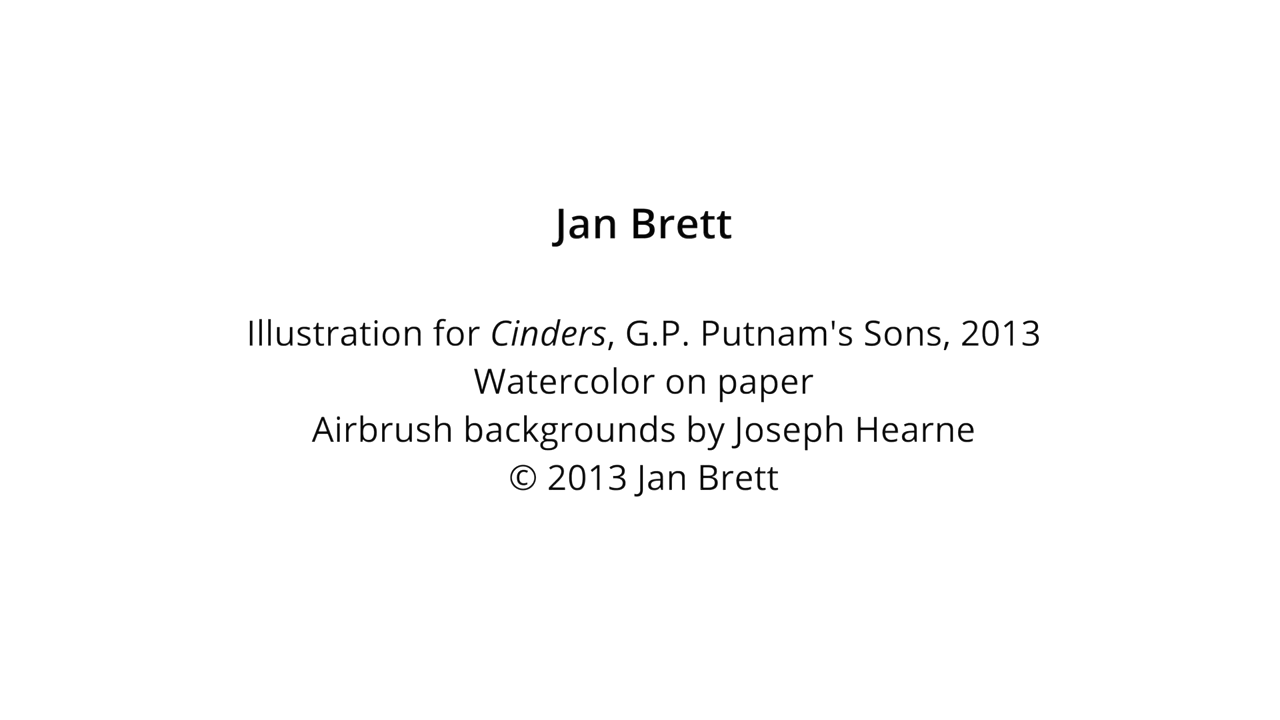 Jan Brett
Illustration for Cinders, G.P. Putnam's Sons, 2013
Watercolor on paper
Airbrush backgrounds by Joseph Hearne
© 2013 Jan Brett